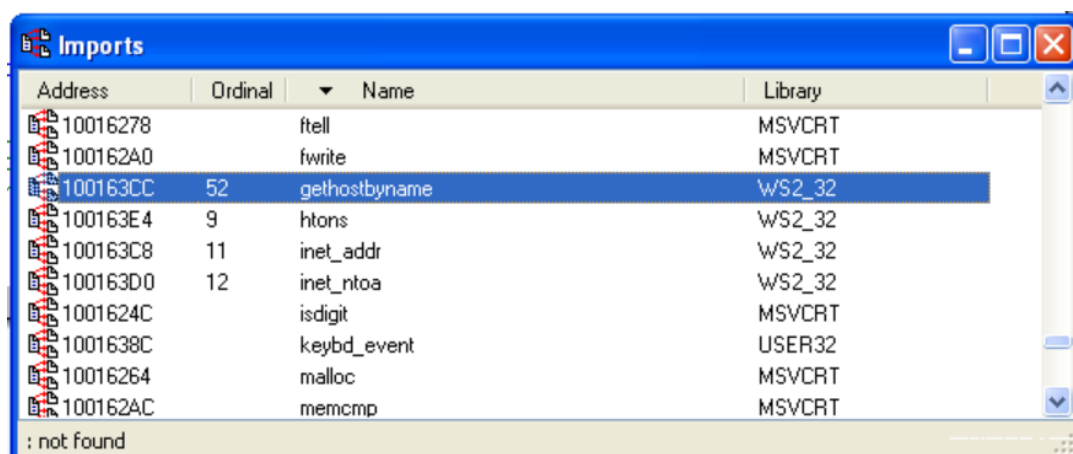 Imports
Address Ordinal Name Library
10016278 ftell MSVCRT
100162A0 fwrite MSVCRT
100163CC 52 gethostbyname WS2_32
100163E4 9 htons WS2_32
100163C8 11 inet_addr WS2_32
100163D0 12 inet_ntoa WS2_32
1001624C isdigit MSVCRT
1001638C keybd_event USER32
10016264 malloc MSVCRT
100162AC memcmp MSVCRT
: not found